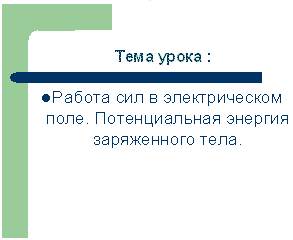 Тема урока :
●Работа сил в электрическом
поле. Потенциальная энергия
заряженного тела.